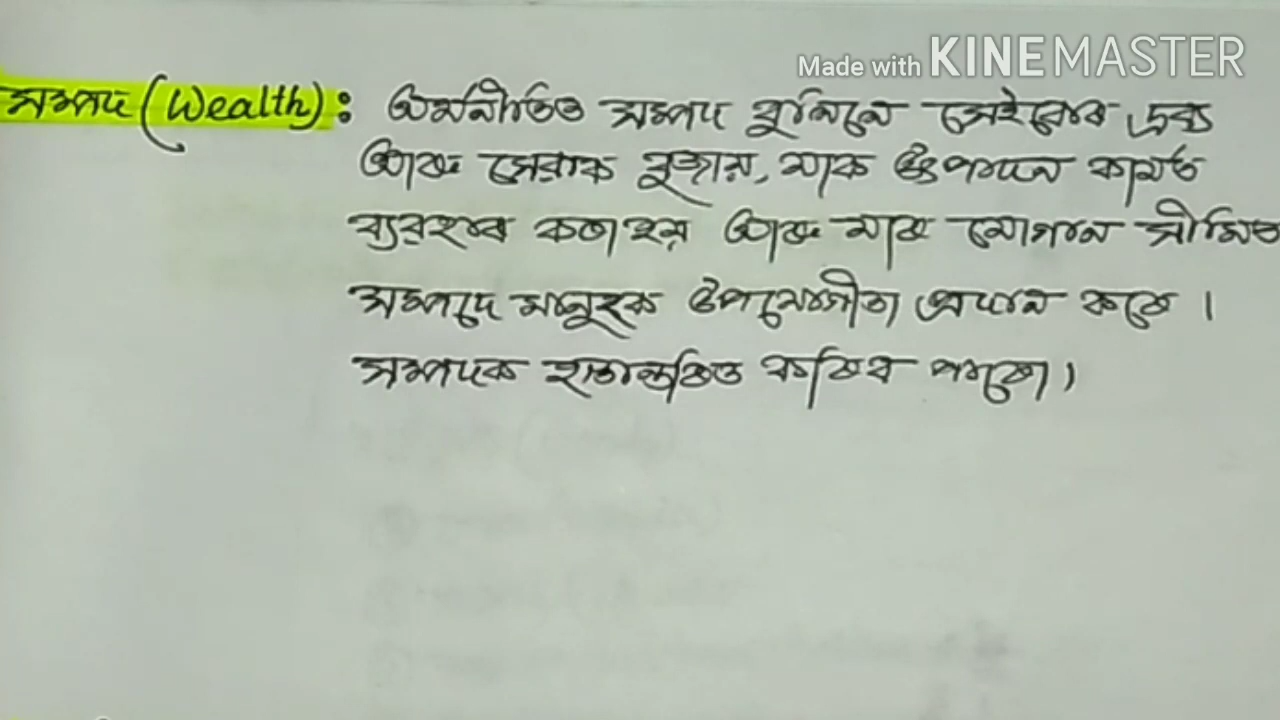 Made with KINEMASTER
সম্পদ (Wealth) : অৰ্থনীতিত সম্পদ বুলিলে সেইবোৰ দ্ৰব্য
আৰু সেৱাক বুজায়, যাক উৎপাদন কাৰ্যত
ব্যৱহাৰ কৰাহয় আৰু যাৰ যোগান সীমিত
সম্পদে মানুহক উপযোগীতা প্ৰদান কৰে ।
সম্পদক হস্তান্তৰিত কৰিব পাৰো।